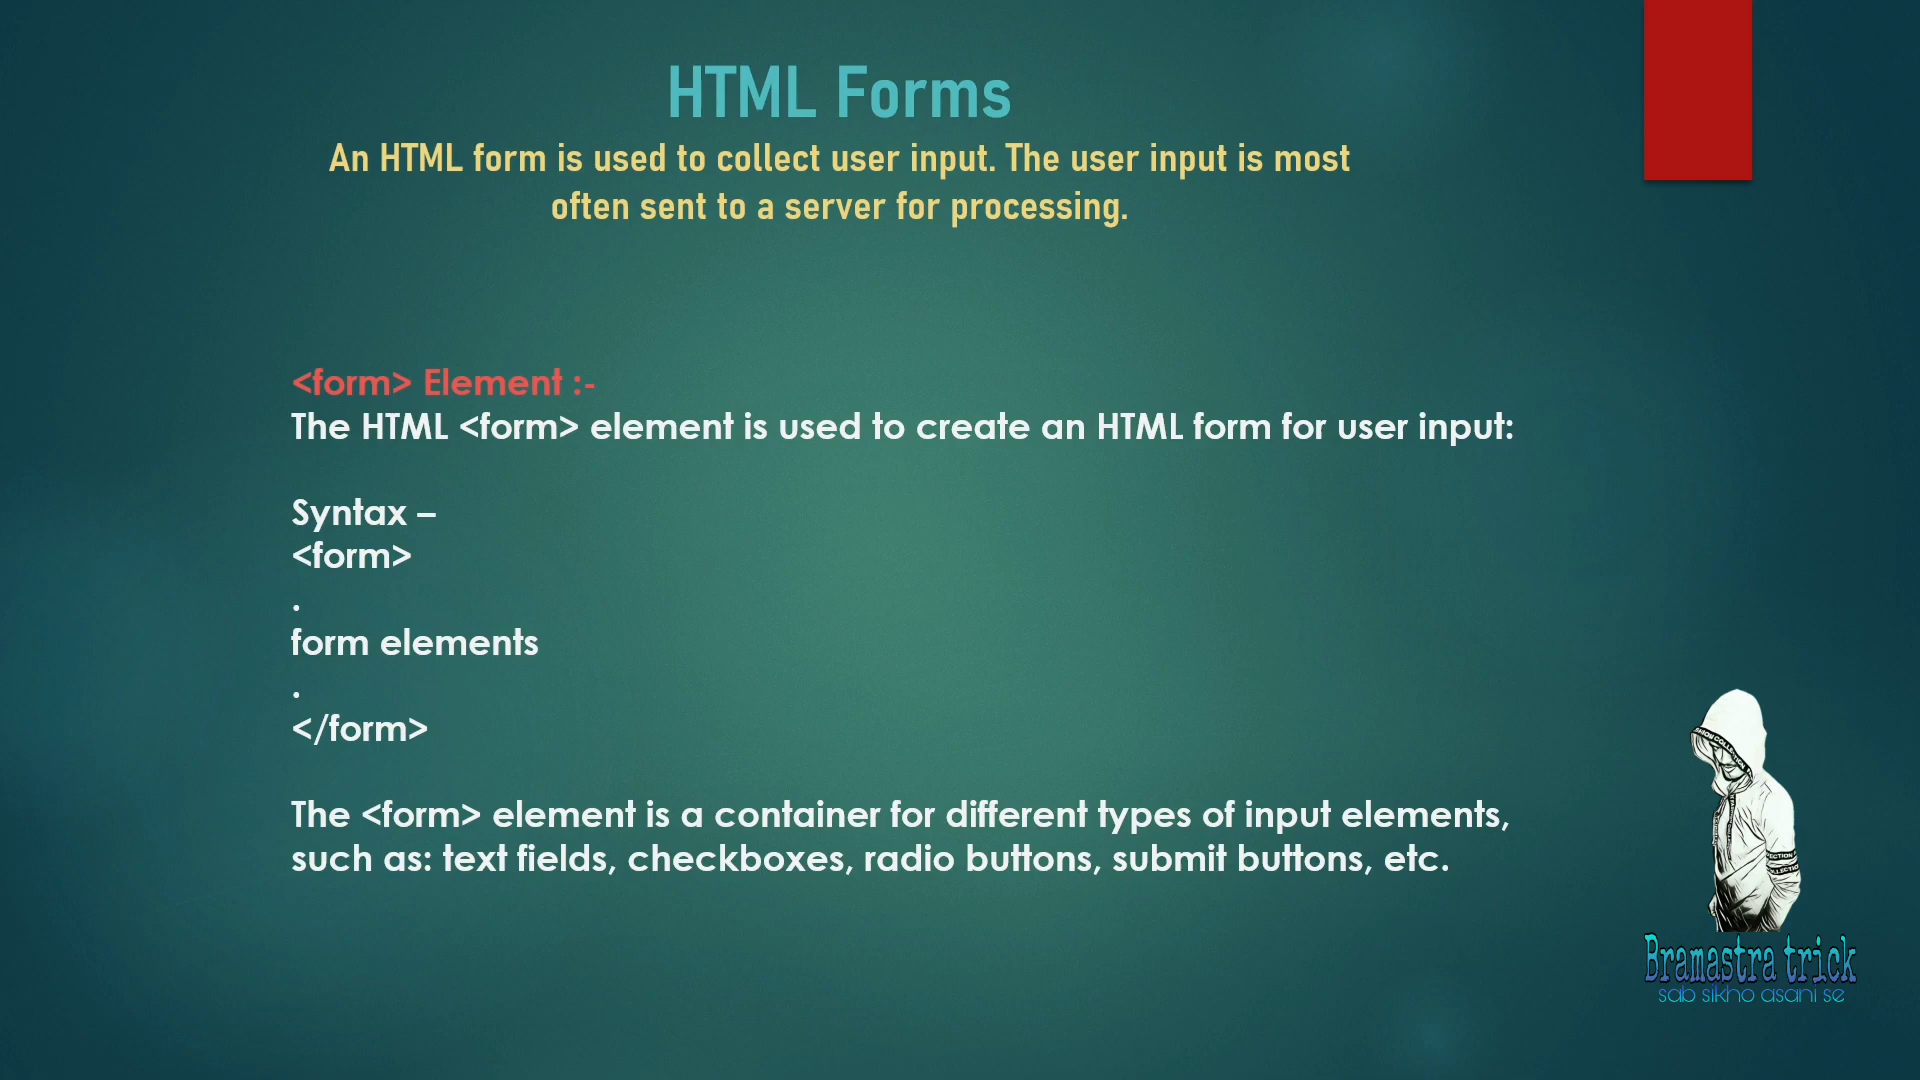 HTML Forms
An HTML form is used to collect user input. The user input is most
often sent to a server for processing.
<form> Element :-
The HTML <form> element is used to create an HTML form for user input:
Syntax –
<form>
.
form elements
.
</form>
The <form> element is a container for different types of input elements,
such as: text fields, checkboxes, radio buttons, submit buttons, etc.
Bramastra trick
sab sikho asani se